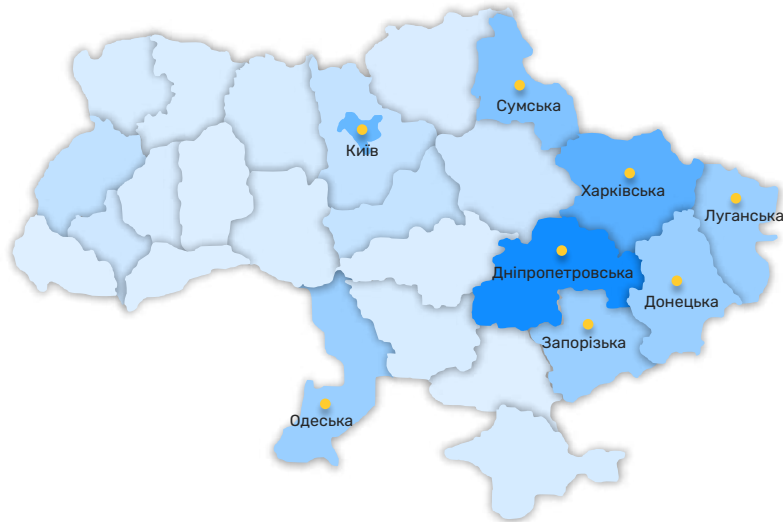 Сумська
Київ
Харківська
Луганська
Дніпропетровська
Донецька
Запорізька
Одеська